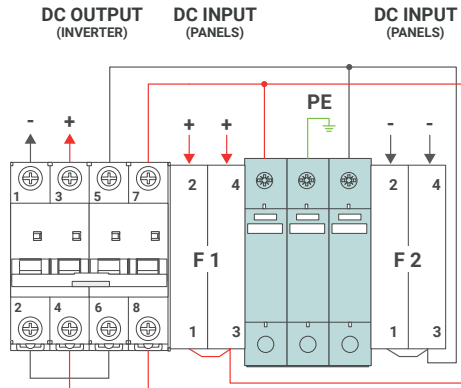 DC OUTPUT DC INPUT DC INPUT
(INVERTER) (PANELS) (PANELS)
PE
- + + + - -
1 3 5 7 2 4 2 4
F 1 F 2
2 4 6 8 1 3 1 3